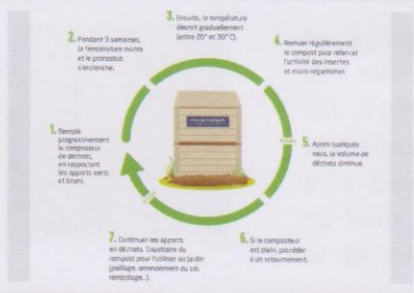 1. Remplir
progressivement
le composteur
de déchets,
en respectant
les apports verts
et bruns.
2. Pendant 3 semaines,
la température monte
et le processus
s'enclenche.
3. Ensuite, la température
décroît graduellement
(entre 20° et 30° C).
4. Remuer régulièrement
le compost pour relancer
l'activité des insectes
et micro-organismes
5. Après quelques
mois, le volume de
déchets diminue.
6. Si le composteur
est plein, procéder
à un retournement.
7. Continuer les apports
en déchets. Soustraire du
compost pour l'utiliser au jardin
(paillage, amendement du sol,
rempotage...).